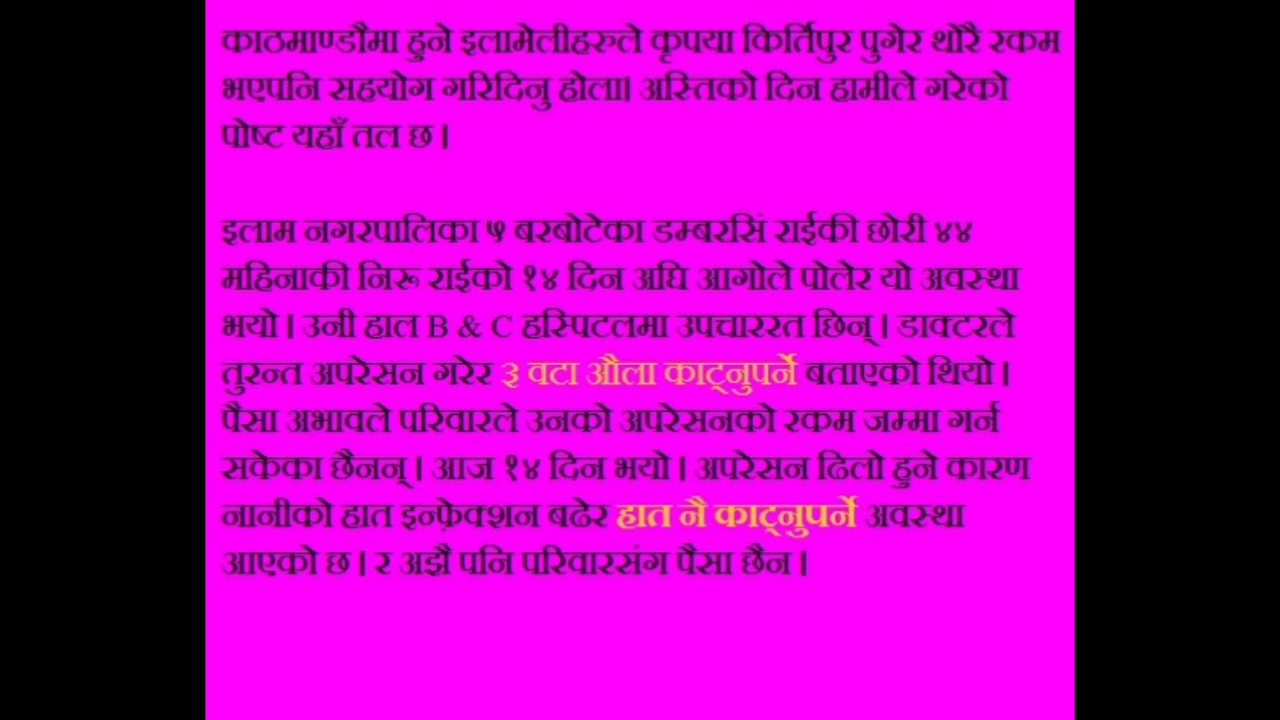 काठमाण्डौमा हुने इलामेलीहरुले कृपया किर्तिपुर पुगेर थोरै रकम
भएपनि सहयोग गरिदिनु होला। अस्तिको दिन हामीले गरेको
पोष्ट यहाँ तल छ ।
इलाम नगरपालिका ५ बरबोटेका डम्बरसिं राईकी छोरी ४४
महिनाकी निरू राईको १४ दिन अघि आगोले पोलेर यो अवस्था
भयो । उनी हाल B & C हस्पिटलमा उपचाररत छिन् । डाक्टरले
तुरन्त अपरेसन गरेर ३ वटा औला काट्नुपर्ने बताएको थियो ।
पैसा अभावले परिवारले उनको अपरेसनको रकम जम्मा गर्न
सकेका छैनन् । आज १४ दिन भयो । अपरेसन ढिलो हुने कारण
नानीको हात इन्फ़ेक्शन बढेर हात नै काट्नुपर्ने अवस्था
आएको छ । र अझै पनि परिवारसंग पैसा छैन ।